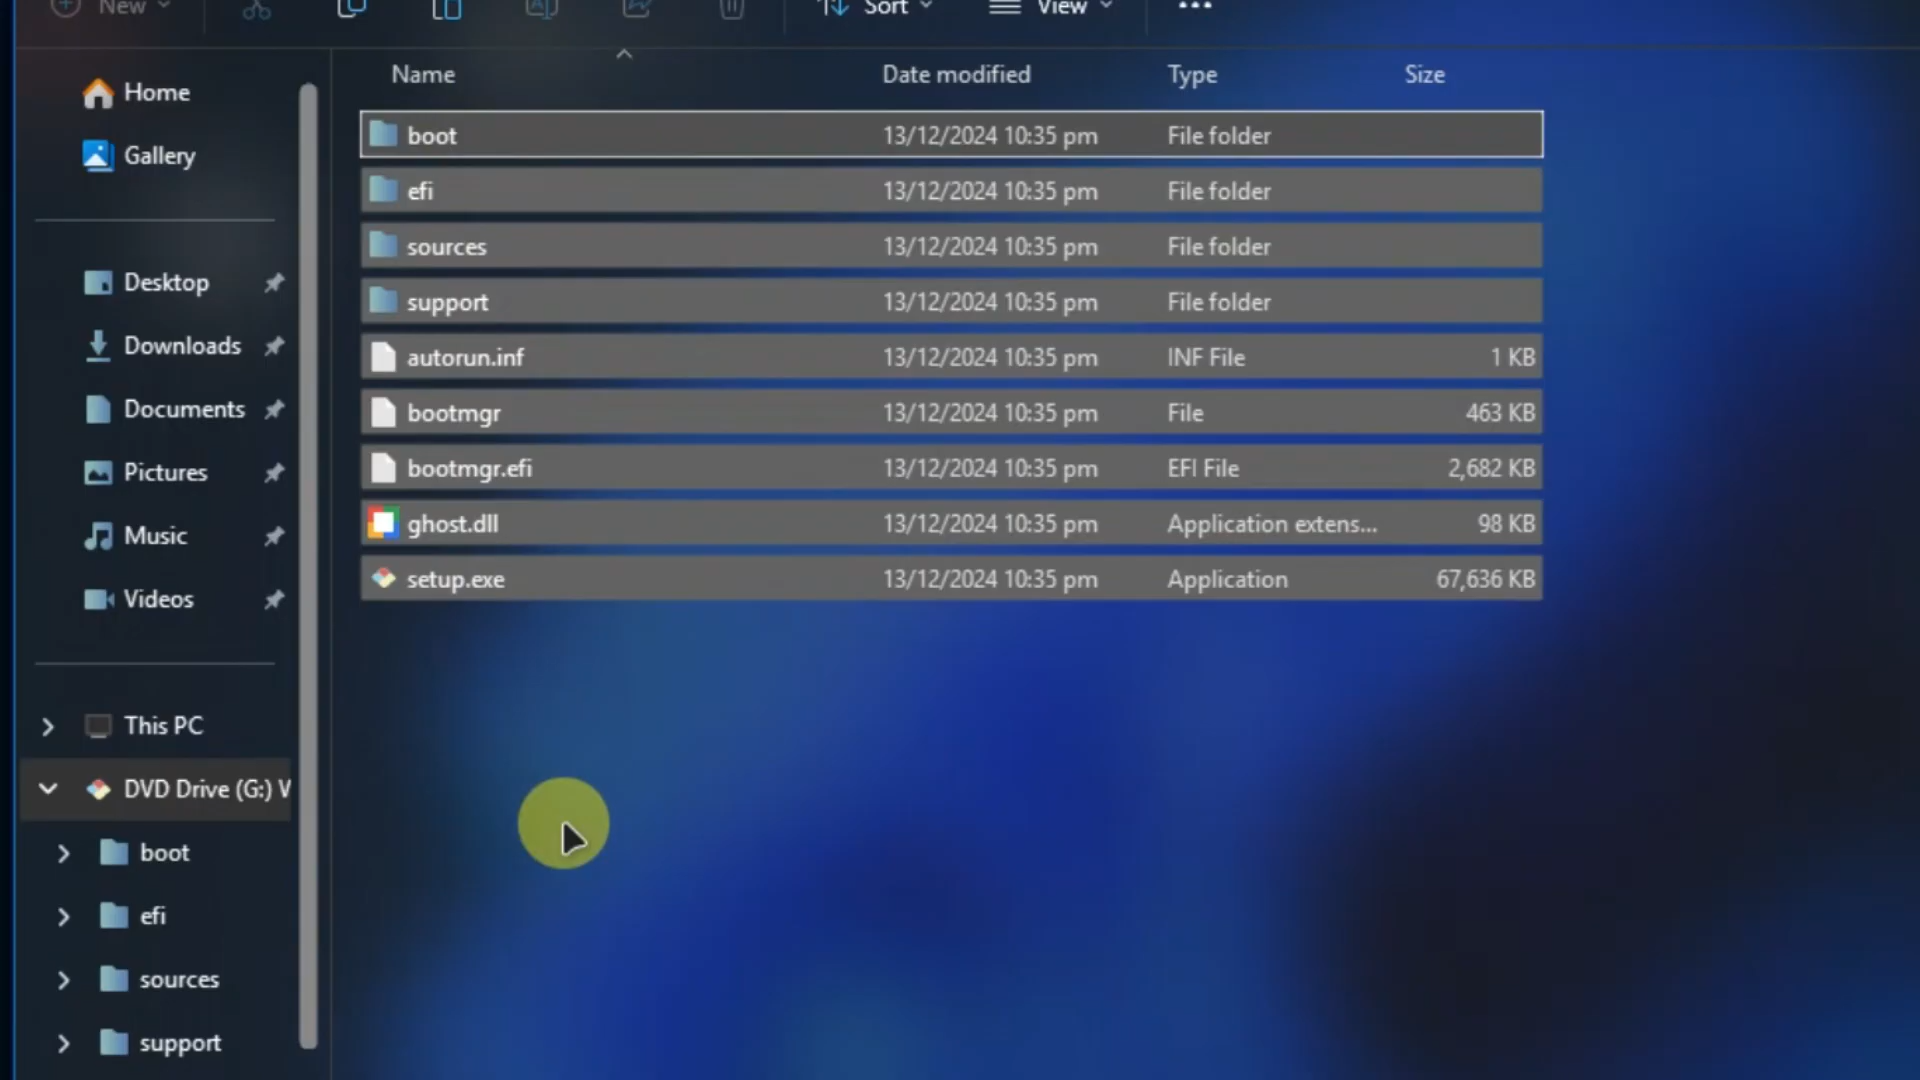 New
Sort
View
Name Date modified Type Size
Home
Gallery
Desktop
Downloads
Documents
Pictures
Music
Videos
This PC
DVD Drive (G:) V
boot
efi
sources
support
boot 13/12/2024 10:35 pm File folder
efi 13/12/2024 10:35 pm File folder
sources 13/12/2024 10:35 pm File folder
support 13/12/2024 10:35 pm File folder
autorun.inf 13/12/2024 10:35 pm INF File 1 KB
bootmgr 13/12/2024 10:35 pm File 463 KB
bootmgr.efi 13/12/2024 10:35 pm EFI File 2,682 KB
ghost.dll 13/12/2024 10:35 pm Application extens... 98 KB
setup.exe 13/12/2024 10:35 pm Application 67,636 KB